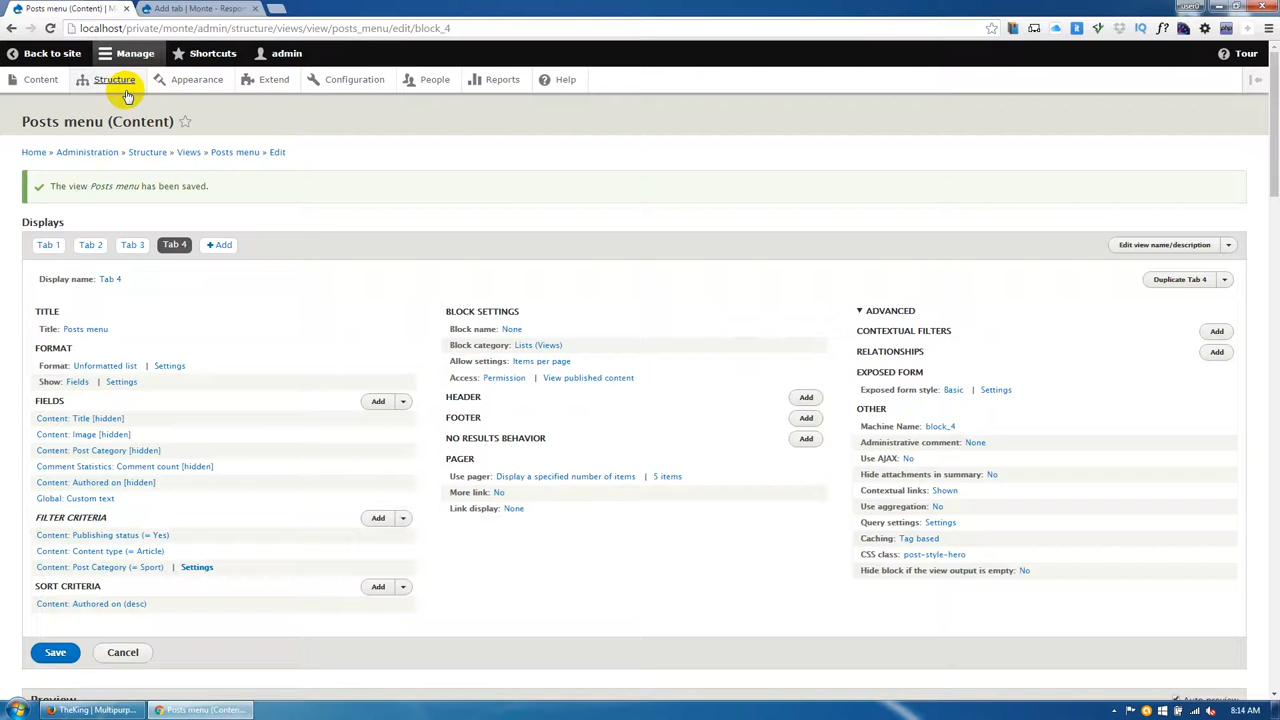 Posts menu (Content) | M
Add tab | Monte - Respon
user0
localhost/private/monte/admin/structure/views/view/posts_menu/edit/block_4
Back to site
Manage
Shortcuts
admin
Tour
Content
Structure
Appearance
Extend
Configuration
People
Reports
Help
Posts menu (Content)
Home » Administration » Structure » Views » Posts menu » Edit
The view Posts menu has been saved.
Displays
Tab 1
Tab 2
Tab 3
Tab 4
Add
Edit view name/description
Display name: Tab 4
Duplicate Tab 4
TITLE
Title: Posts menu
FORMAT
Format: Unformatted list | Settings
Show: Fields | Settings
FIELDS
Add
Content: Title [hidden]
Content: Image [hidden]
Content: Post Category [hidden]
Comment Statistics: Comment count [hidden]
Content: Authored on [hidden]
Global: Custom text
FILTER CRITERIA
Add
Content: Publishing status (= Yes)
Content: Content type (= Article)
Content: Post Category (= Sport) | Settings
SORT CRITERIA
Add
Content: Authored on (desc)
BLOCK SETTINGS
Block name: None
Block category: Lists (Views)
Allow settings: Items per page
Access: Permission | View published content
HEADER
Add
FOOTER
Add
NO RESULTS BEHAVIOR
Add
PAGER
Use pager: Display a specified number of items | 5 items
More link: No
Link display: None
ADVANCED
CONTEXTUAL FILTERS
Add
RELATIONSHIPS
Add
EXPOSED FORM
Exposed form style: Basic | Settings
OTHER
Machine Name: block_4
Administrative comment: None
Use AJAX: No
Hide attachments in summary: No
Contextual links: Shown
Use aggregation: No
Query settings: Settings
Caching: Tag based
CSS class: post-style-hero
Hide block if the view output is empty: No
Save
Cancel
Preview
Auto preview
TheKing | Multipurp...
Posts menu (Conten...
8:14 AM